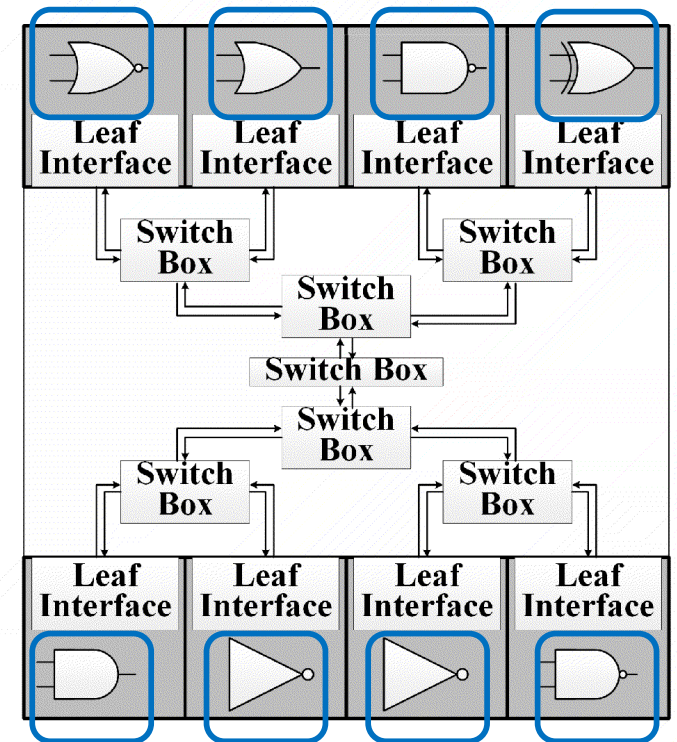 Leaf
Interface
Leaf
Interface
Leaf
Interface
Leaf
Interface
Switch
Box
Switch
Box
Switch
Box
Switch Box
Switch
Box
Switch
Box
Switch
Box
Leaf
Interface
Leaf
Interface
Leaf
Interface
Leaf
Interface